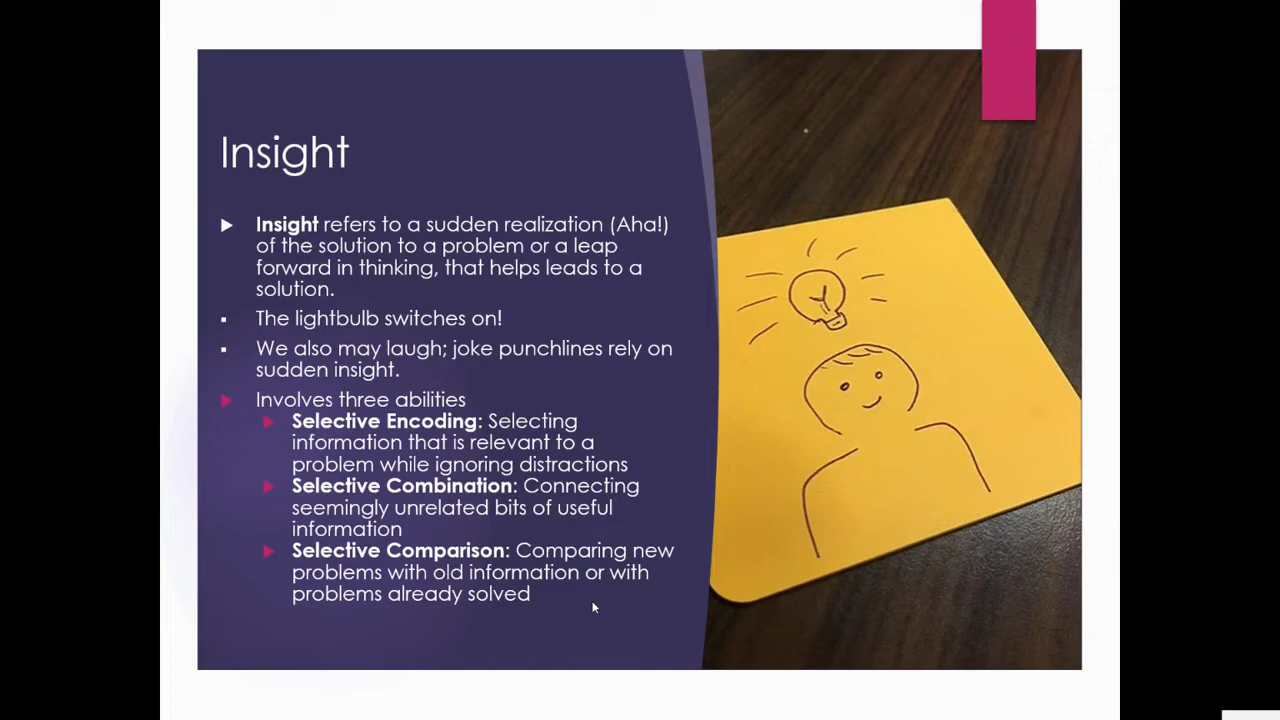 Insight
Insight refers to a sudden realization (Aha!)
of the solution to a problem or a leap
forward in thinking, that helps leads to a
solution.
The lightbulb switches on!
We also may laugh; joke punchlines rely on
sudden insight.
Involves three abilities
Selective Encoding: Selecting
information that is relevant to a
problem while ignoring distractions
Selective Combination: Connecting
seemingly unrelated bits of useful
information
Selective Comparison: Comparing new
problems with old information or with
problems already solved